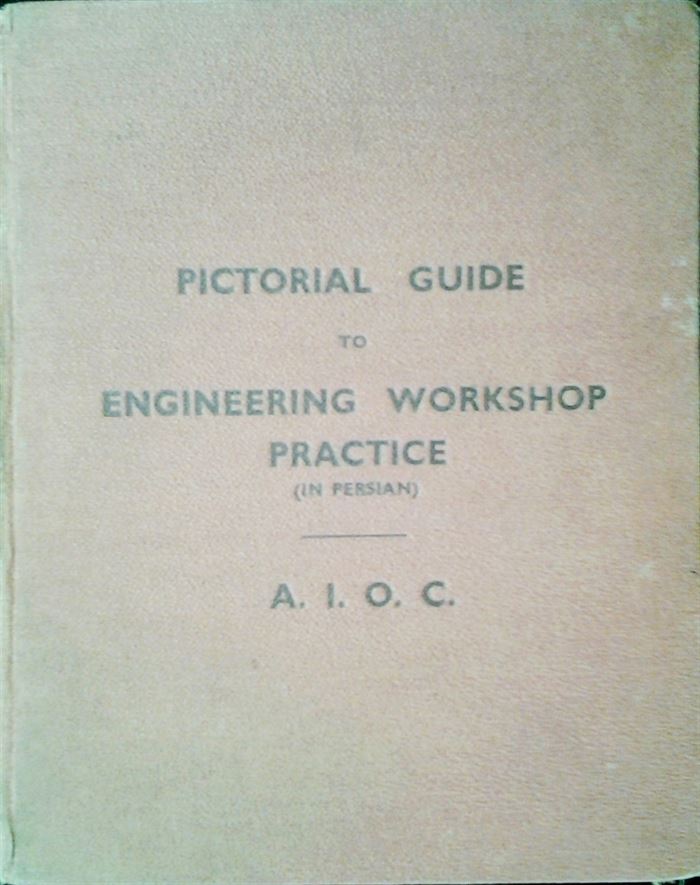 PICTORIAL GUIDE
TO
ENGINEERING WORKSHOP
PRACTICE
(IN PERSIAN)
A. I. O. C.